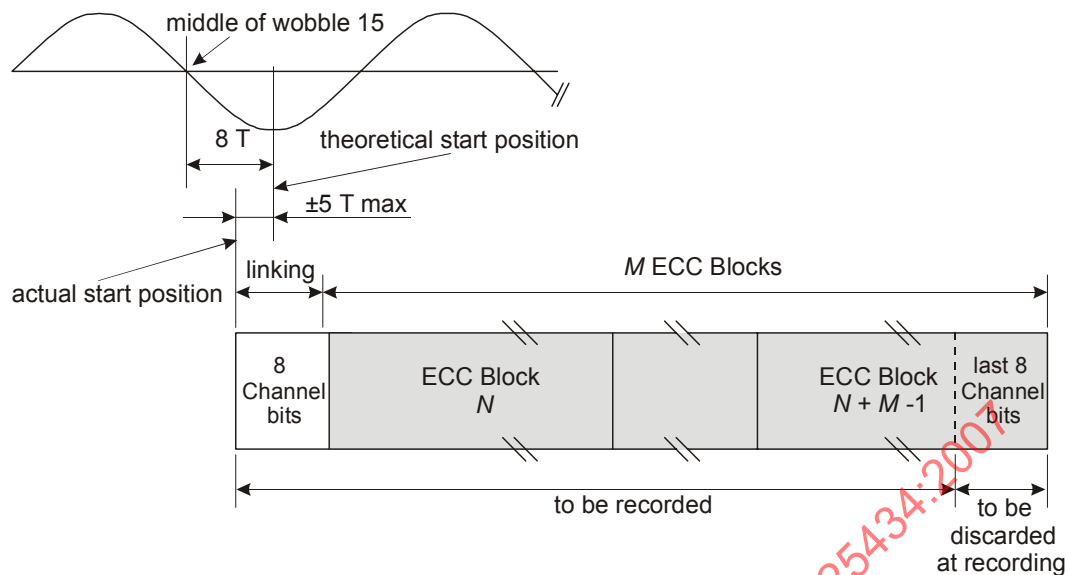 middle of wobble 15
8 T
theoretical start position
±5 T max
linking
M ECC Blocks
actual start position
8
Channel
bits
ECC Block
N
ECC Block
N + M -1
last 8
Channel
bits
to be recorded
to be
discarded
at recording
25434:2007